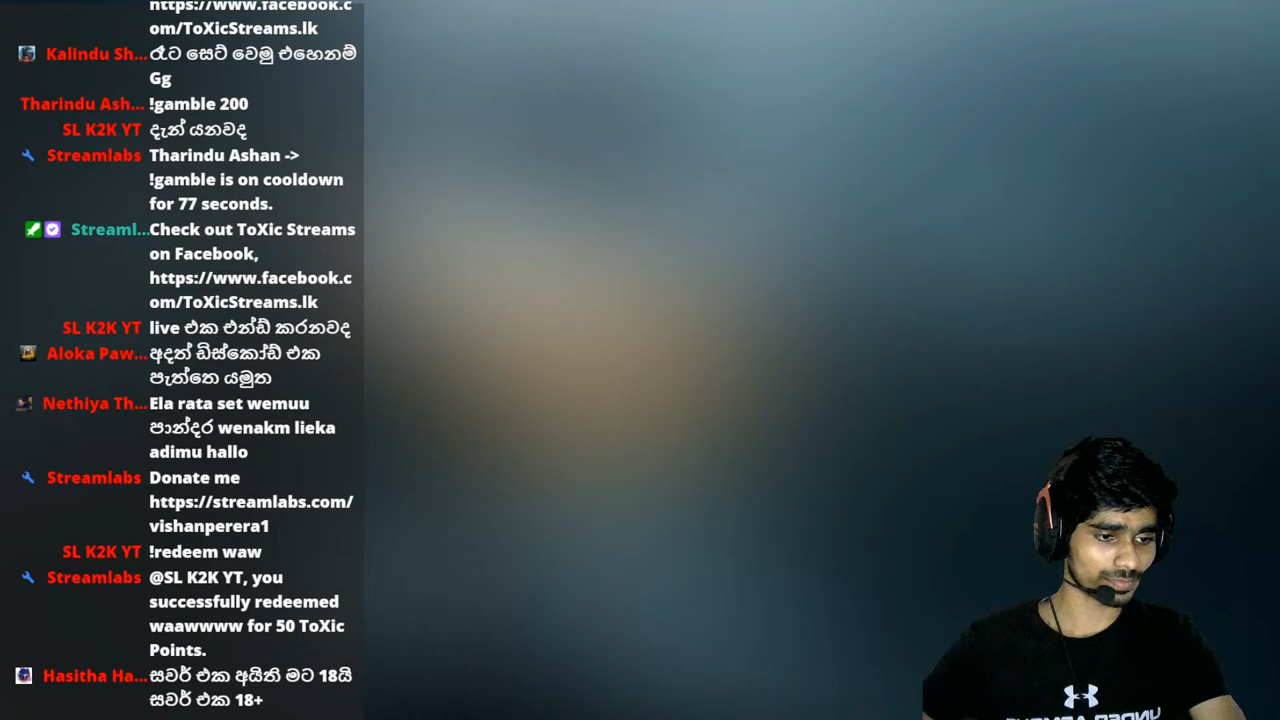 https://www.facebook.c
om/ToXicStreams.lk
Kalindu Sh... රෑට සෙට් වෙමු එහෙනම්
Gg
Tharindu Ash... !gamble 200
SL K2K YT දැන් යනවද
Streamlabs Tharindu Ashan ->
!gamble is on cooldown
for 77 seconds.
Streaml... Check out ToXic Streams
on Facebook,
https://www.facebook.c
om/ToXicStreams.lk
SL K2K YT live එක එන්ඩ් කරනවද
Aloka Paw... අදත් ඩිස්කෝඩ් එක
පැත්තෙ යමුත
Nethiya Th... Ela rata set wemuu
පාන්දර wenakm lieka
adimu hallo
Streamlabs Donate me
https://streamlabs.com/
vishanperera1
SL K2K YT !redeem waw
Streamlabs @SL K2K YT, you
successfully redeemed
waawwww for 50 ToXic
Points.
Hasitha Ha... සවර් එක අයිති මට 18යි
සවර් එක 18+